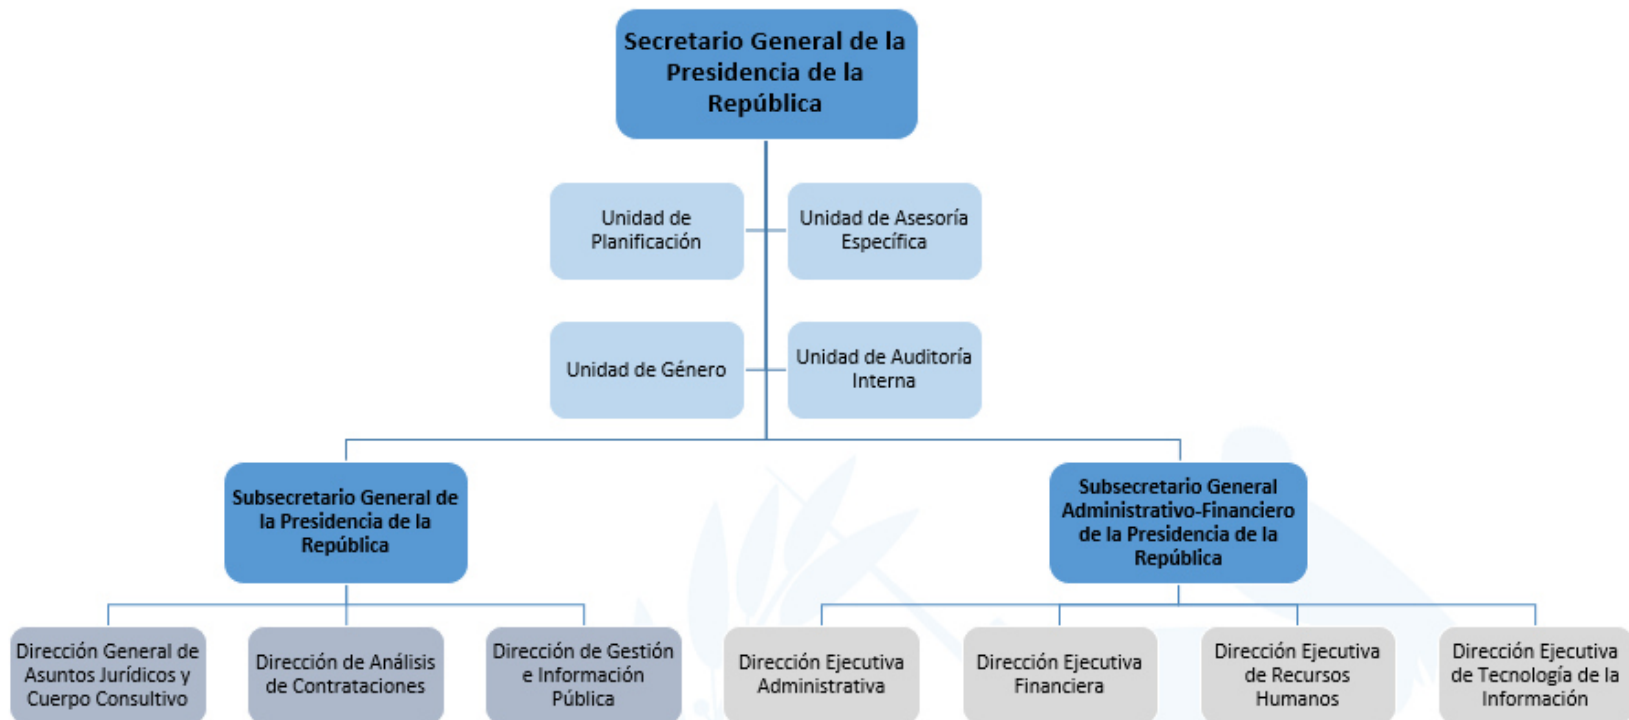 Secretario General de la
Presidencia de la
República
Unidad de
Planificación
Unidad de Asesoría
Específica
Unidad de Género
Unidad de Auditoría
Interna
Subsecretario General de
la Presidencia de la
República
Subsecretario General
Administrativo-Financiero
de la Presidencia de la
República
Dirección General de
Asuntos Jurídicos y
Cuerpo Consultivo
Dirección de Análisis
de Contrataciones
Dirección de Gestión
e Información
Pública
Dirección Ejecutiva
Administrativa
Dirección Ejecutiva
Financiera
Dirección Ejecutiva
de Recursos
Humanos
Dirección Ejecutiva
de Tecnología de la
Información